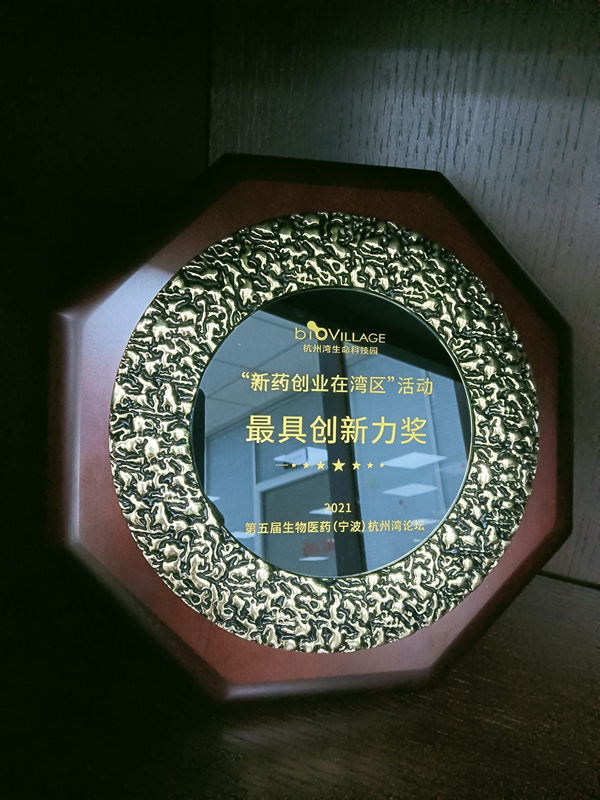 bioVILLAGE
杭州湾生命科技园
“新药创业在湾区”活动
最具创新力奖
2021
第五届生物医药(宁波)杭州湾论坛